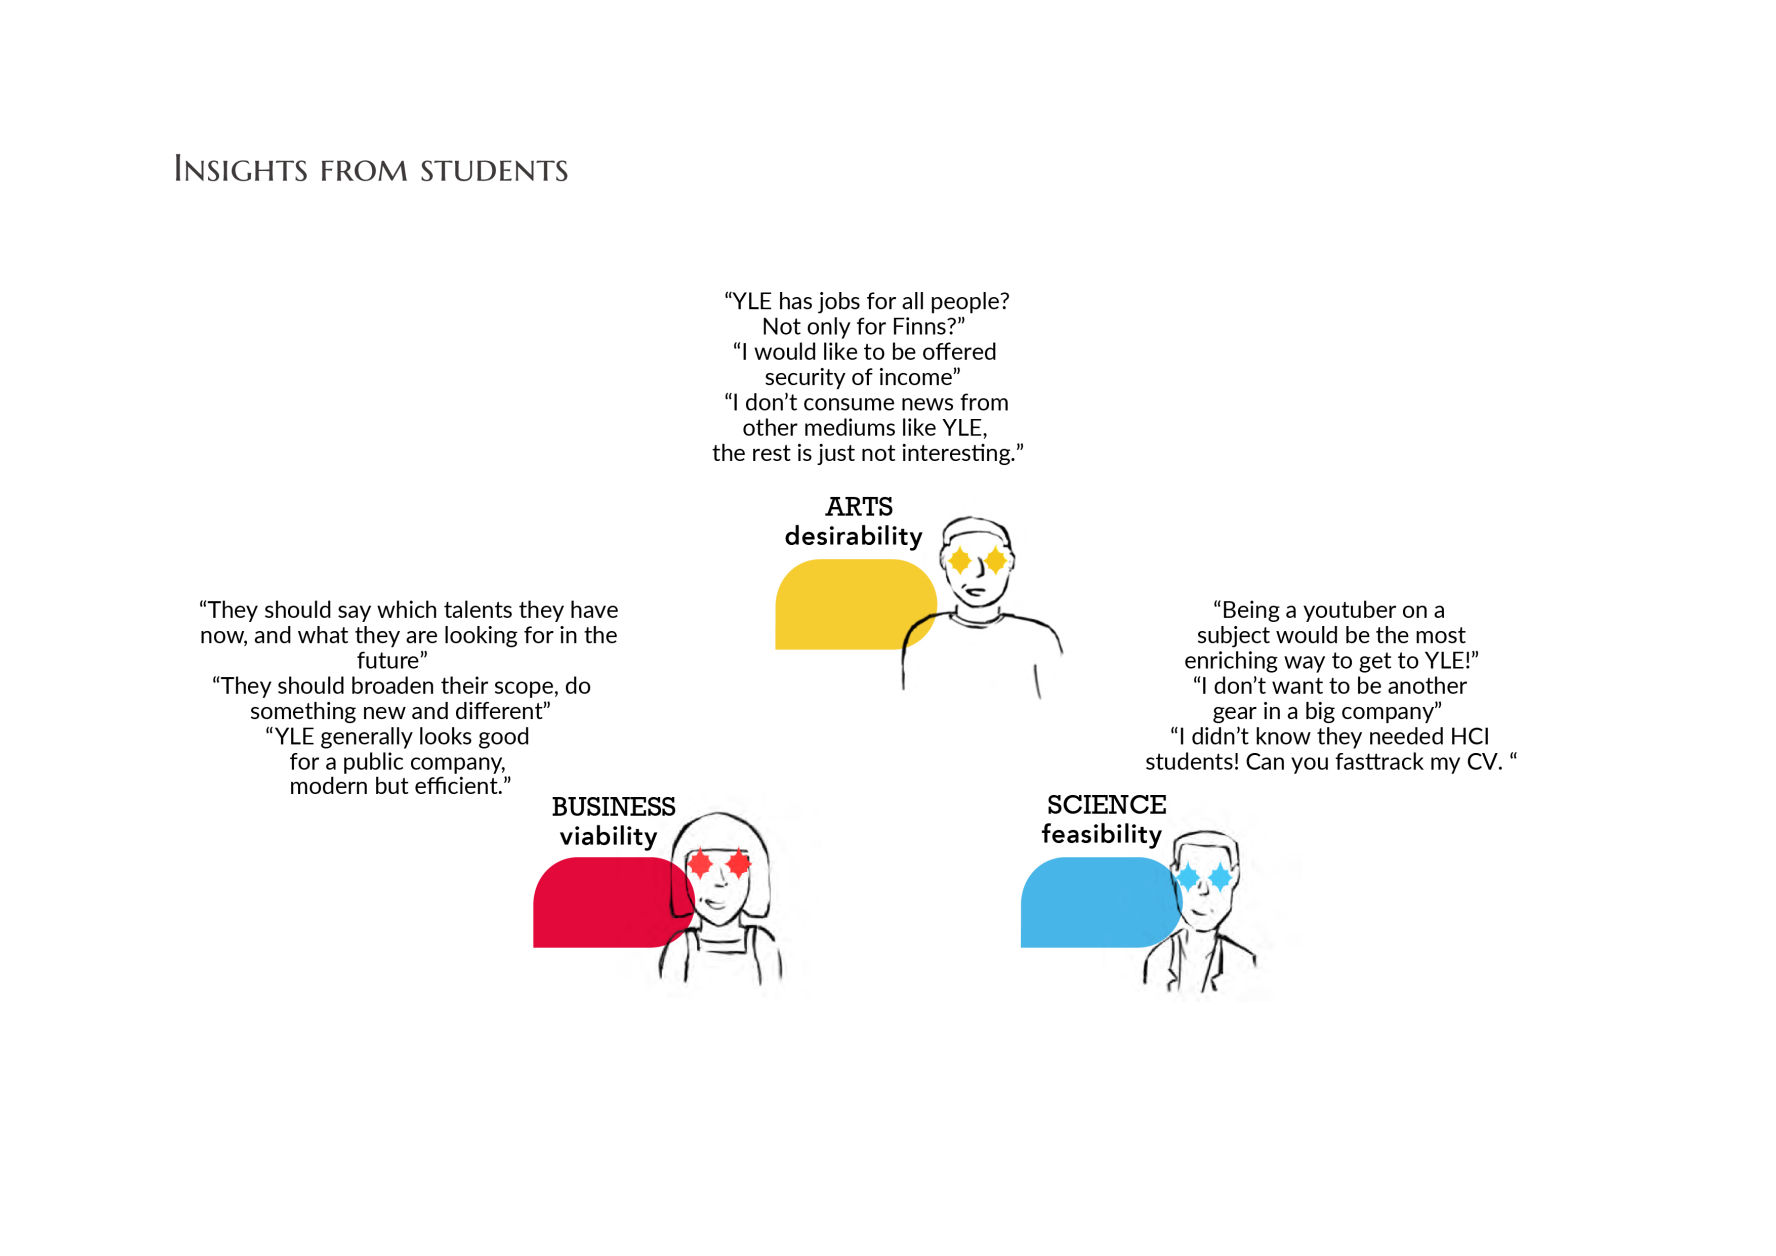 Insights from students
“YLE has jobs for all people?
Not only for Finns?”
“I would like to be offered
security of income”
“I don’t consume news from
other mediums like YLE,
the rest is just not interesting.”
ARTS
desirability
“They should say which talents they have
now, and what they are looking for in the
future”
“They should broaden their scope, do
something new and different”
“YLE generally looks good
for a public company,
modern but efficient.”
BUSINESS
viability
“Being a youtuber on a
subject would be the most
enriching way to get to YLE!”
“I don’t want to be another
gear in a big company”
“I didn’t know they needed HCI
students! Can you fasttrack my CV. “
SCIENCE
feasibility